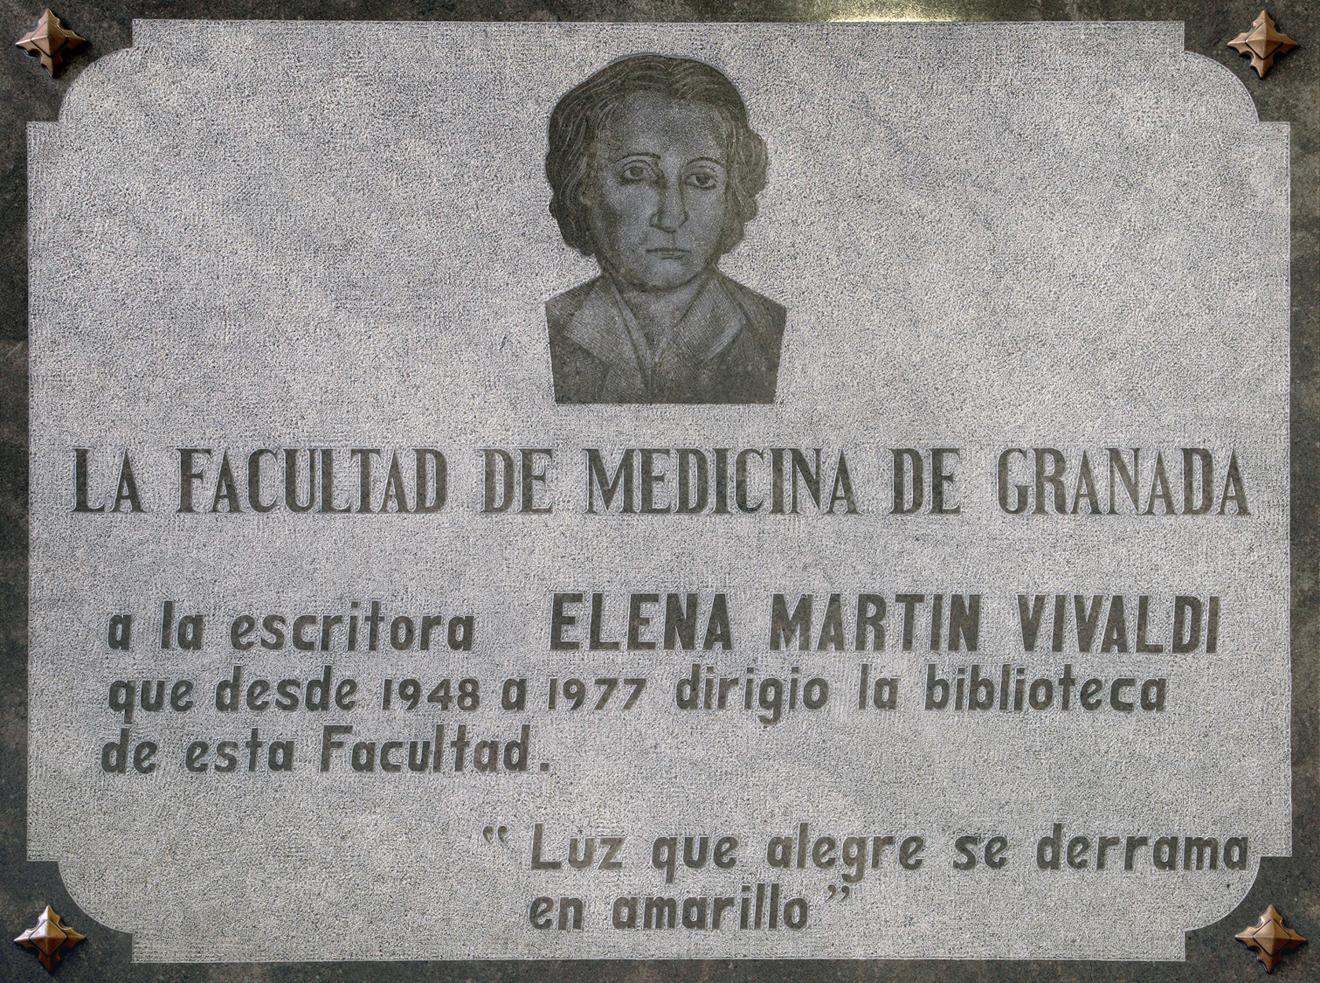 LA FACULTAD DE MEDICINA DE GRANADA
a la escritora ELENA MARTIN VIVALDI
que desde 1948 a 1977 dirigio la biblioteca
de esta Facultad.
“ Luz que alegre se derrama
en amarillo ”